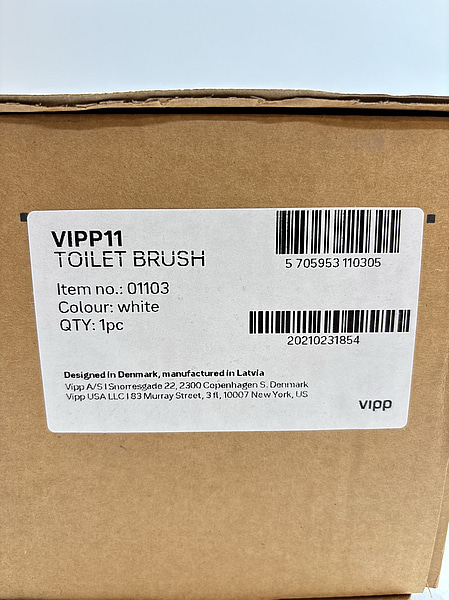 VIPP11
TOILET BRUSH
5 705953 110305
Item no.: 01103
Colour: white
QTY: 1pc
20210231854
Designed in Denmark, manufactured in Latvia
Vipp A/S I Snorresgade 22, 2300 Copenhagen S. Denmark
Vipp USA LLC I 83 Murray Street, 3 fl, 10007 New York, US
vipp